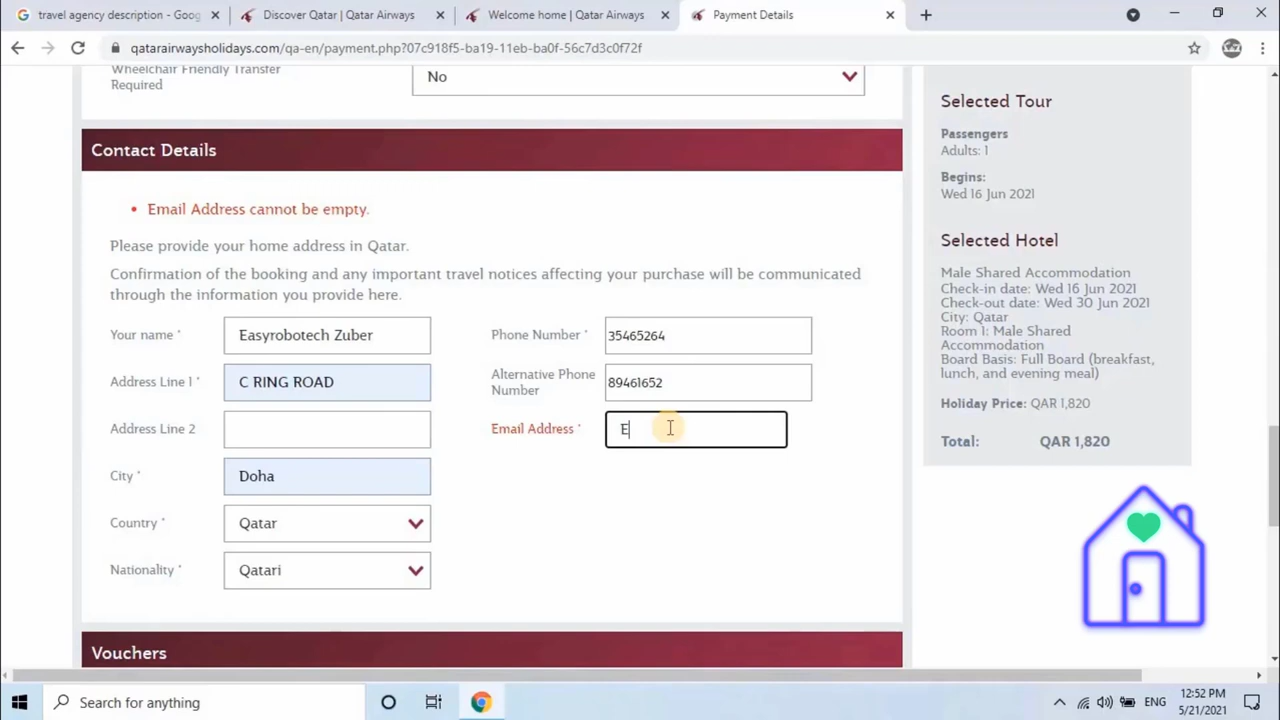 travel agency description - Goog
Discover Qatar | Qatar Airways
Welcome home | Qatar Airways
Payment Details
qatarairwaysholidays.com/qa-en/payment.php?07c918f5-ba19-11eb-ba0f-56c7d3c0f72f
Wheelchair Friendly Transfer
Required
No
Contact Details
Email Address cannot be empty.
Please provide your home address in Qatar.
Confirmation of the booking and any important travel notices affecting your purchase will be communicated
through the information you provide here.
Your name * Easyrobotech Zuber
Address Line 1 * C RING ROAD
Address Line 2
City * Doha
Country * Qatar
Nationality * Qatari
Phone Number * 35465264
Alternative Phone
Number
89461652
Email Address * E
Vouchers
Selected Tour
Passengers
Adults: 1
Begins:
Wed 16 Jun 2021
Selected Hotel
Male Shared Accommodation
Check-in date: Wed 16 Jun 2021
Check-out date: Wed 30 Jun 2021
City: Qatar
Room 1: Male Shared
Accommodation
Board Basis: Full Board (breakfast,
lunch, and evening meal)
Holiday Price: QAR 1,820
Total: QAR 1,820
Search for anything
ENG
12:52 PM
5/21/2021